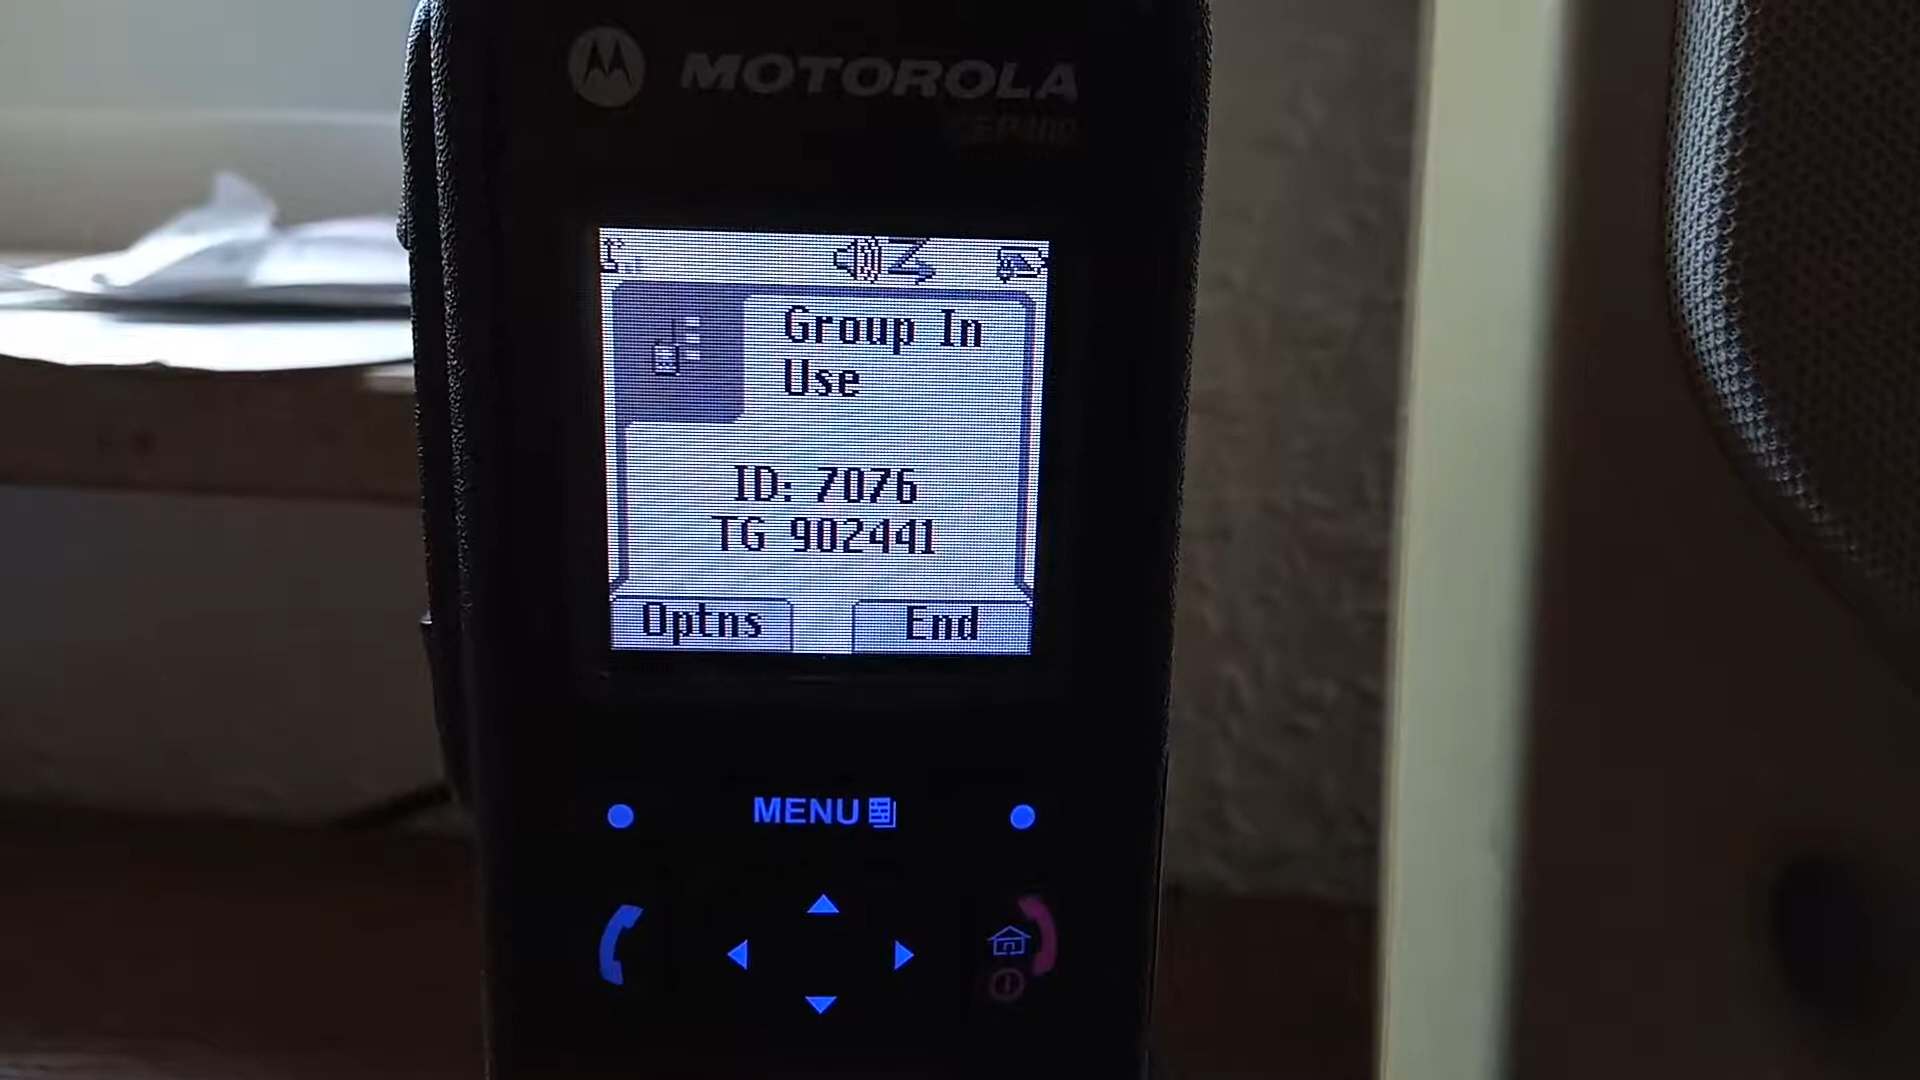 MOTOROLA
Group In
Use
ID: 7076
TG 902441
Optns
End
MENU